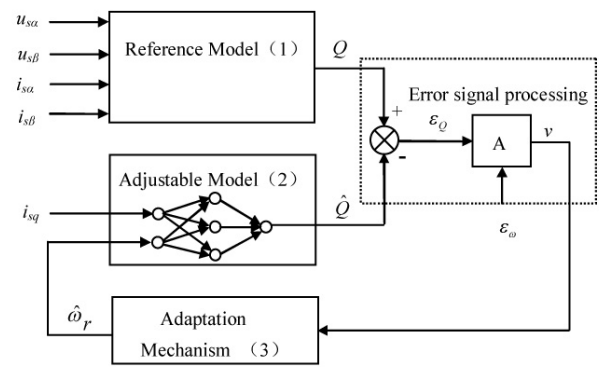 u_{sα}
u_{sβ}
i_{sα}
i_{sβ}
Reference Model（1）
Q
Error signal processing
+
ε_Q
A
v
-
Adjustable Model（2）
i_{sq}
Q̂
ε_ω
ω̂_r
Adaptation
Mechanism （3）